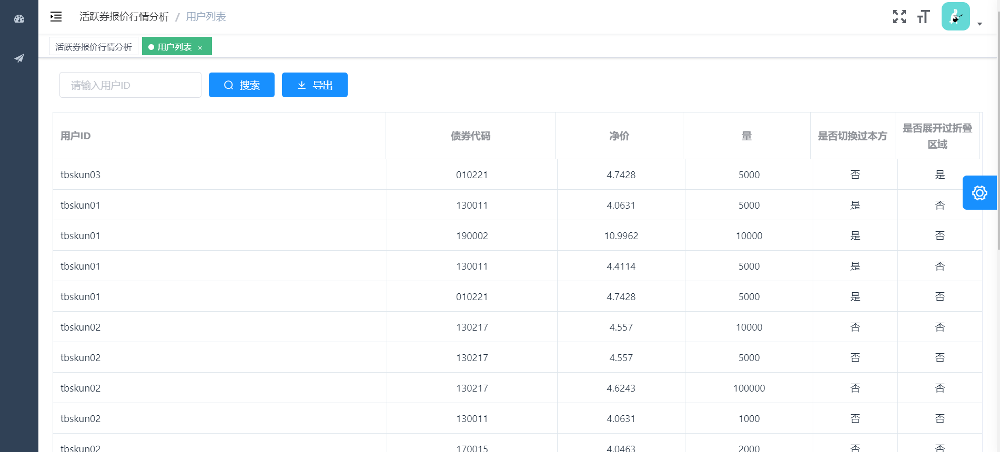 活跃券报价行情分析 / 用户列表
活跃券报价行情分析 用户列表 ×
请输入用户ID 搜索 导出
用户ID 债券代码 净价 量 是否切换过本方 是否展开过折叠区域
tbskun03 010221 4.7428 5000 否 是
tbskun01 130011 4.0631 5000 是 否
tbskun01 190002 10.9962 10000 是 否
tbskun01 130011 4.4114 5000 是 否
tbskun01 010221 4.7428 5000 是 否
tbskun02 130217 4.557 10000 否 否
tbskun02 130217 4.557 5000 否 否
tbskun02 130217 4.6243 100000 否 否
tbskun02 130011 4.0631 1000 否 否
tbskun02 170015 4.0463 2000 否 否